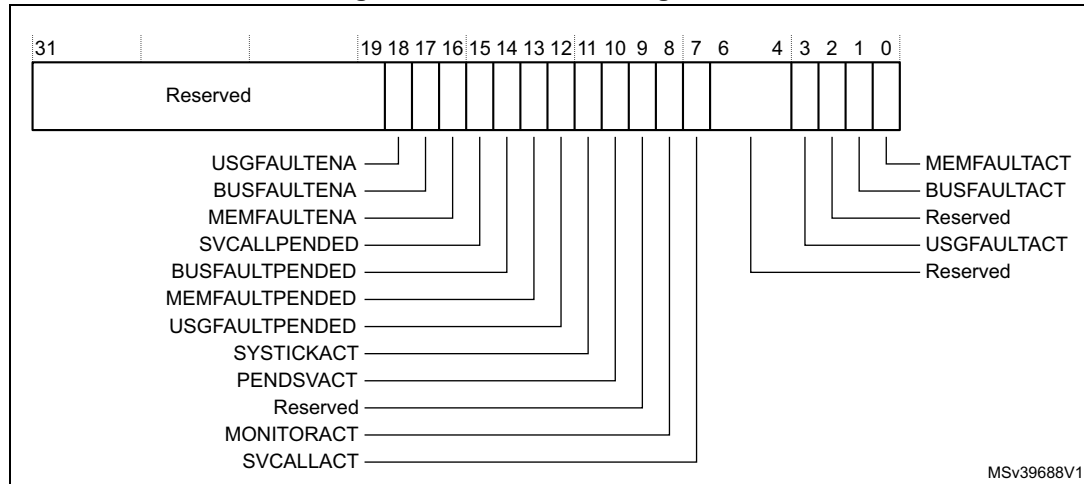 31 19 18 17 16 15 14 13 12 11 10 9 8 7 6 4 3 2 1 0
Reserved
USGFAULTENA
BUSFAULTENA
MEMFAULTENA
SVCALLPENDED
BUSFAULTPENDED
MEMFAULTPENDED
USGFAULTPENDED
SYSTICKACT
PENDSVACT
Reserved
MONITORACT
SVCALLACT
MEMFAULTACT
BUSFAULTACT
Reserved
USGFAULTACT
Reserved
MSv39688V1